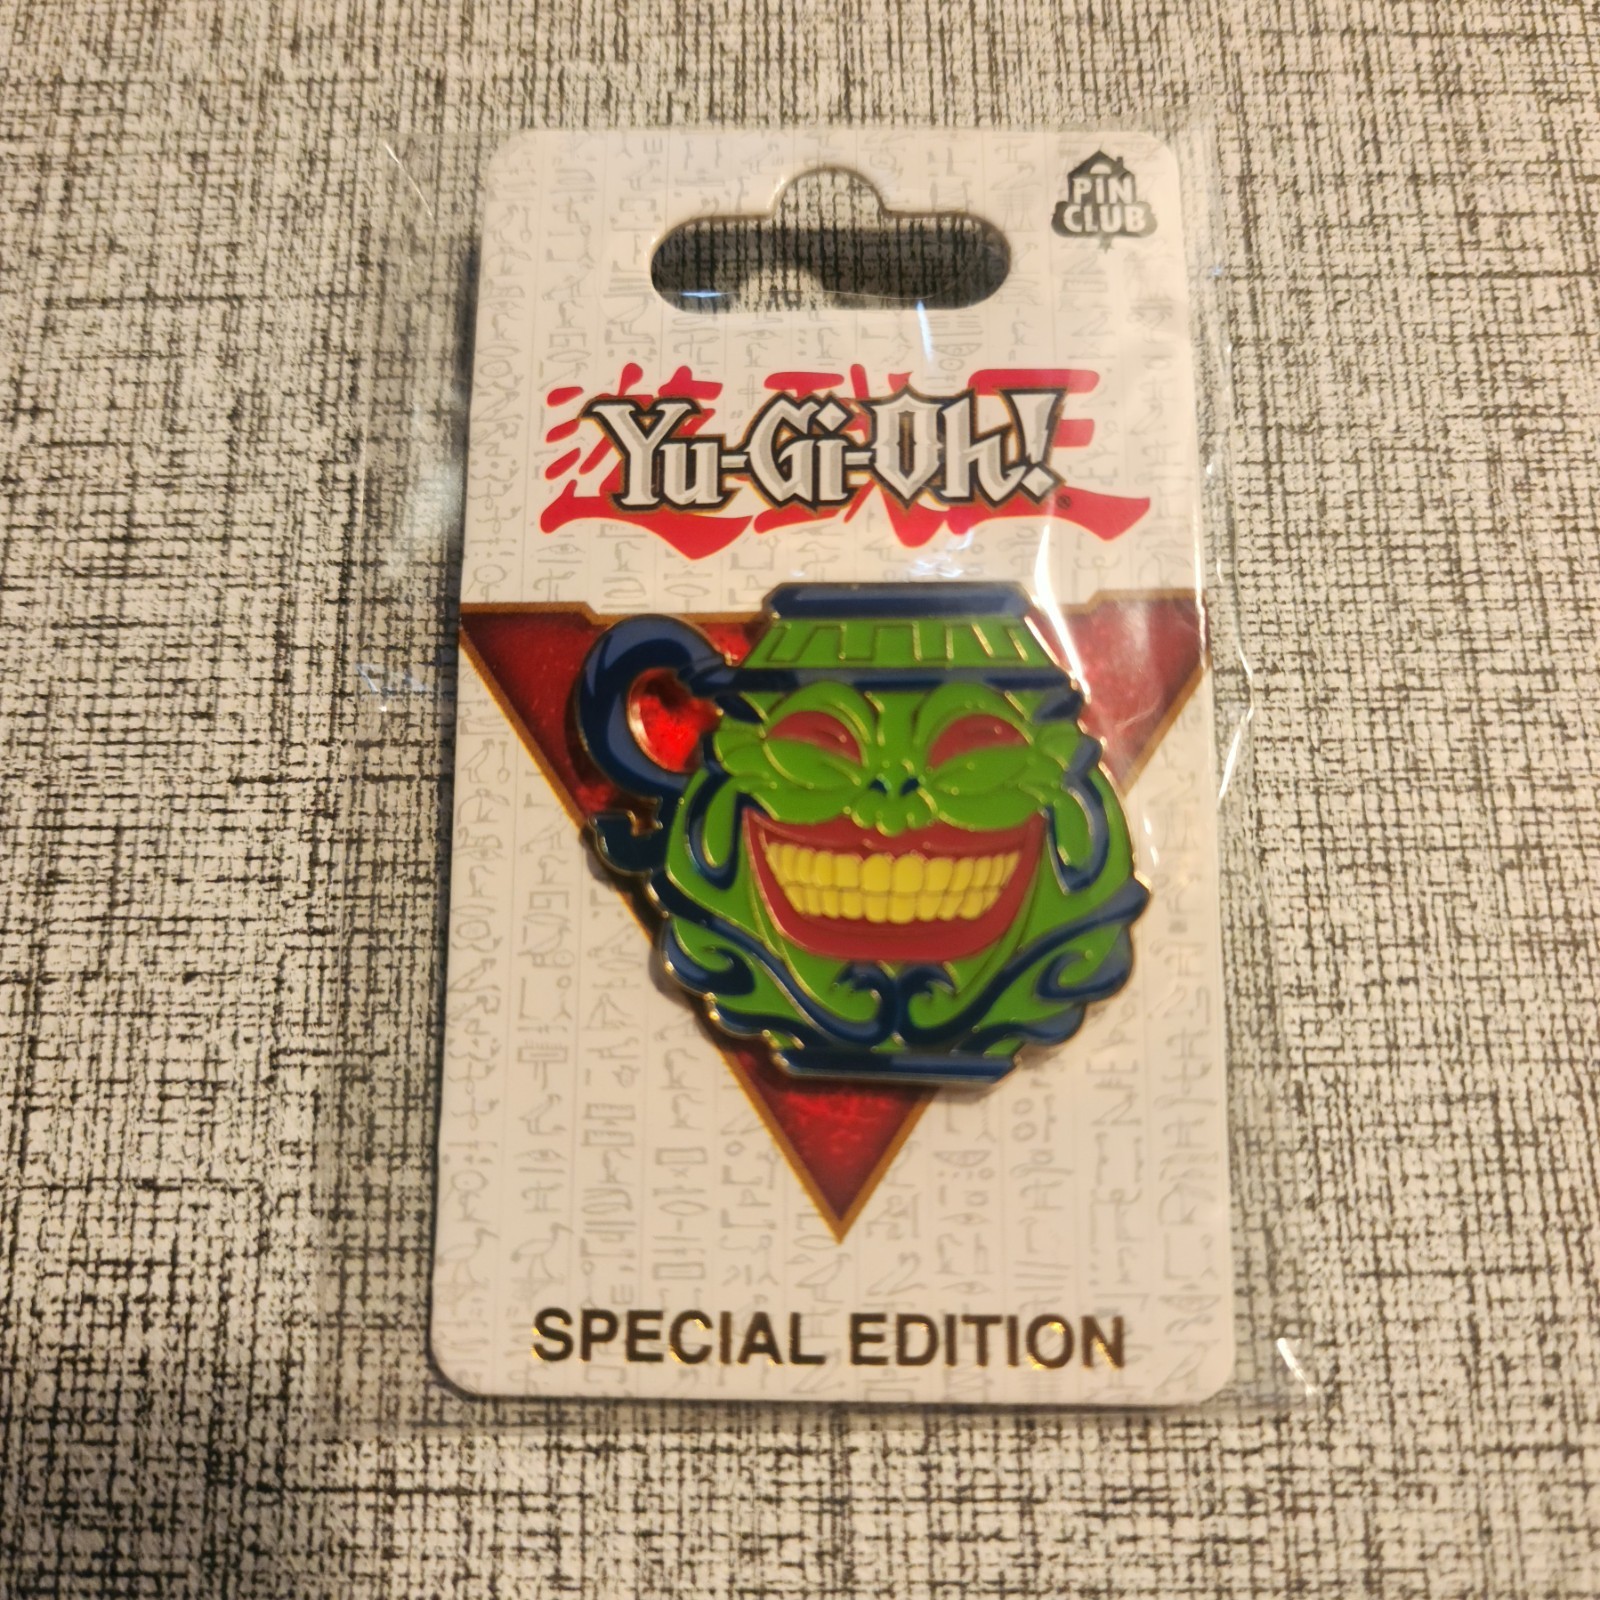 PIN
CLUB
遊戯王
Yu-Gi-Oh!
SPECIAL EDITION